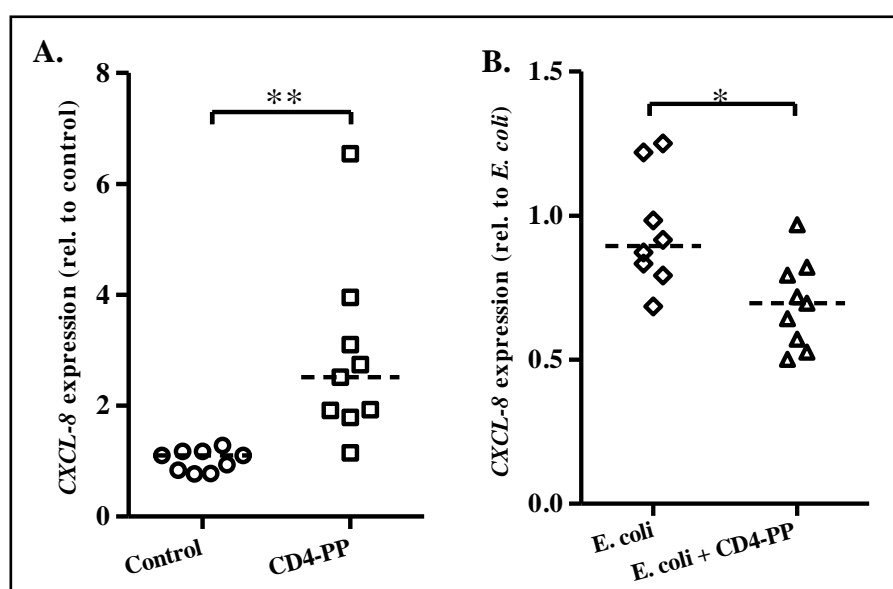 A.
CXCL-8 expression (rel. to control)
8
6
4
2
0
**
Control
CD4-PP
B.
CXCL-8 expression (rel. to E. coli)
1.5
1.0
0.5
0.0
*
E. coli
E. coli + CD4-PP